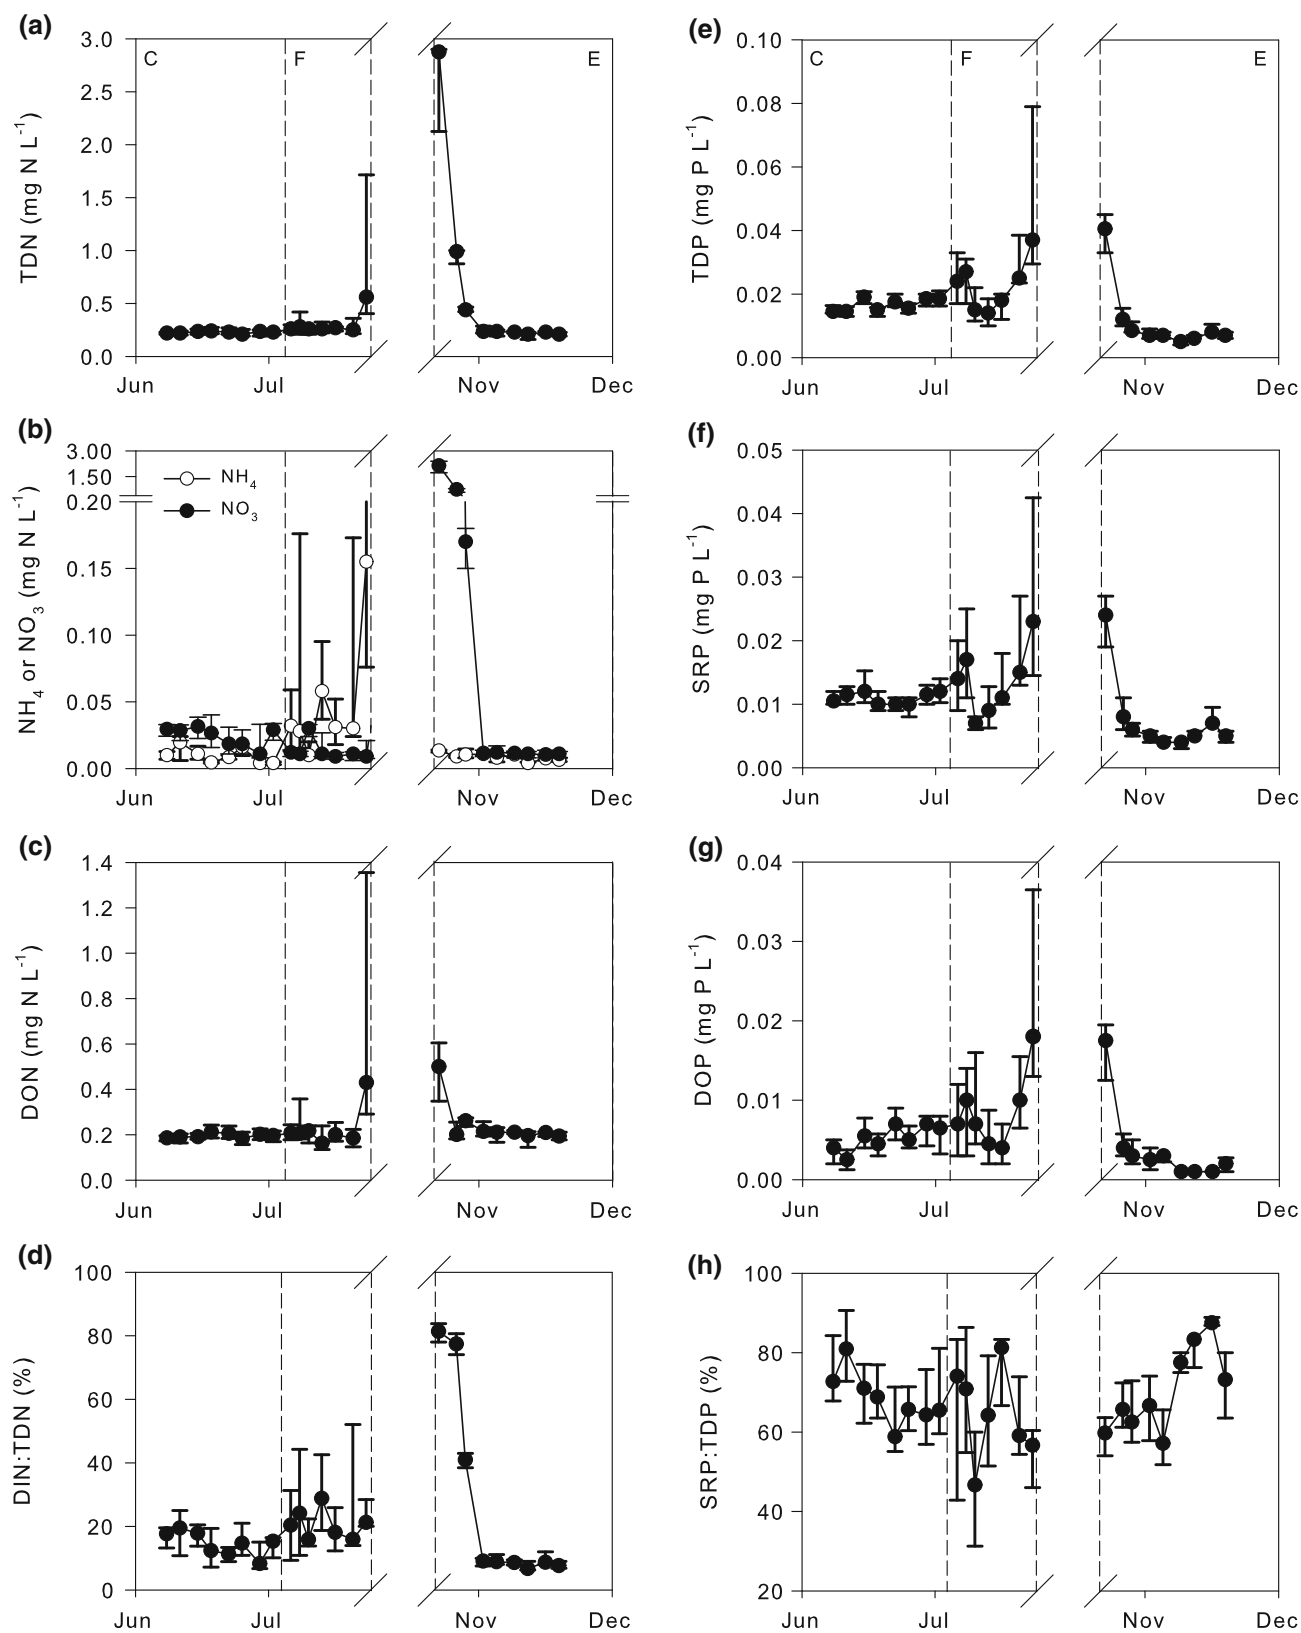 (a)
TDN (mg N L⁻¹)
3.0
2.5
2.0
1.5
1.0
0.5
0.0
C
F
E
Jun
Jul
Nov
Dec
(e)
TDP (mg P L⁻¹)
0.10
0.08
0.06
0.04
0.02
0.00
C
F
E
Jun
Jul
Nov
Dec
(b)
NH₄ or NO₃ (mg N L⁻¹)
3.00
1.50
0.20
0.15
0.10
0.05
0.00
NH₄
NO₃
Jun
Jul
Nov
Dec
(f)
SRP (mg P L⁻¹)
0.05
0.04
0.03
0.02
0.01
0.00
Jun
Jul
Nov
Dec
(c)
DON (mg N L⁻¹)
1.4
1.2
1.0
0.8
0.6
0.4
0.2
0.0
Jun
Jul
Nov
Dec
(g)
DOP (mg P L⁻¹)
0.04
0.03
0.02
0.01
0.00
Jun
Jul
Nov
Dec
(d)
DIN:TDN (%)
100
80
60
40
20
0
Jun
Jul
Nov
Dec
(h)
SRP:TDP (%)
100
80
60
40
20
Jun
Jul
Nov
Dec